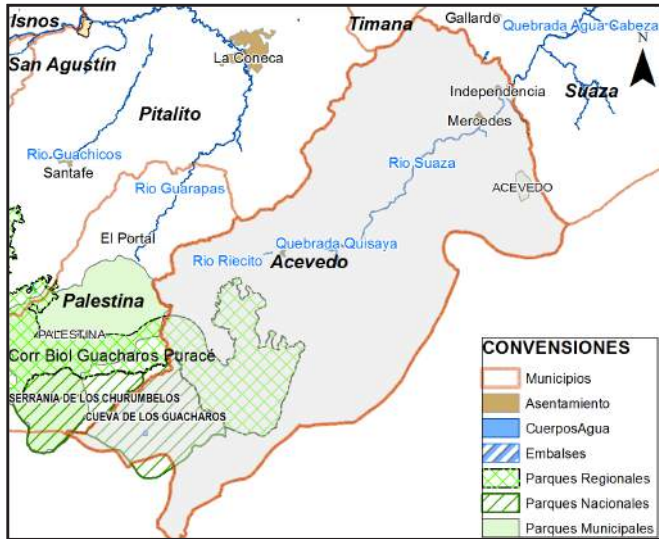 Isnos
Timana
Gallardo
Quebrada Agua Cabeza
N
La Coneca
San Agustín
Pitalito
Independencia
Suaza
Mercedes
Rio Guachicos
Santafe
Rio Suaza
Rio Guarapas
ACEVEDO
El Portal
Quebrada Quisaya
Rio Riecito
Acevedo
Palestina
PALESTINA
Corr Biol Guacharos Puracé
SERRANÍA DE LOS CHURUMBELOS
CUEVA DE LOS GUACHAROS
CONVENSIONES
Municipios
Asentamiento
CuerposAgua
Embalses
Parques Regionales
Parques Nacionales
Parques Municipales